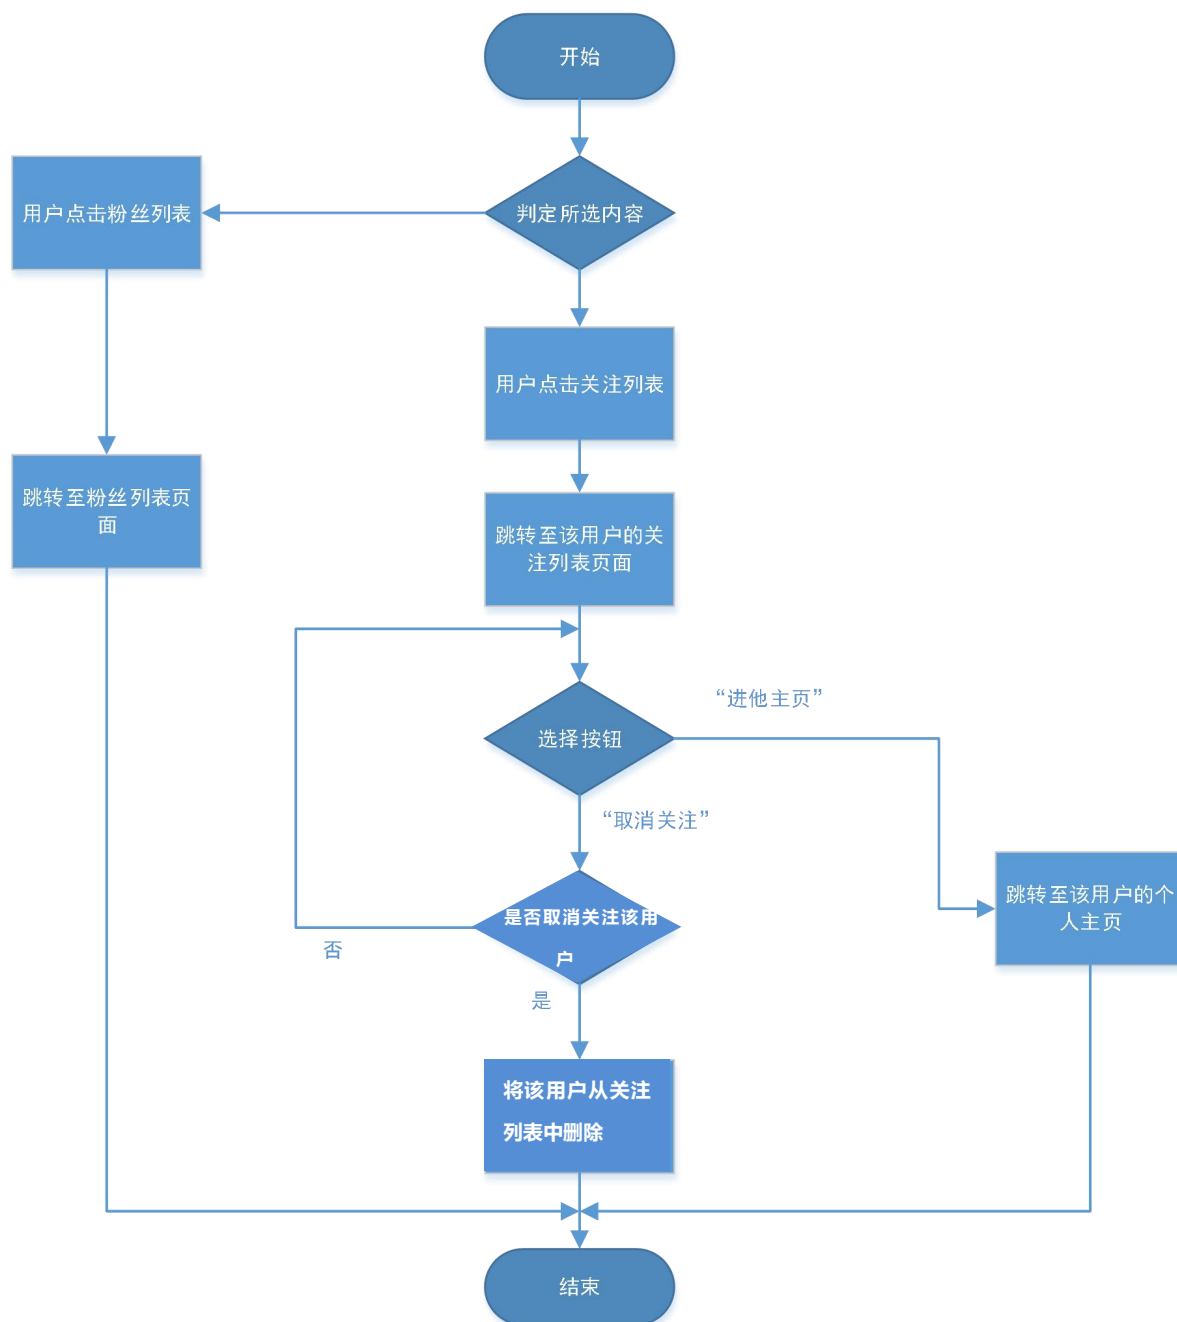 开始
判定所选内容
用户点击粉丝列表
用户点击关注列表
跳转至粉丝列表页
面
跳转至该用户的关
注列表页面
“进他主页”
选择按钮
“取消关注”
跳转至该用户的个
人主页
是否取消关注该用
户
否
是
将该用户从关注
列表中删除
结束